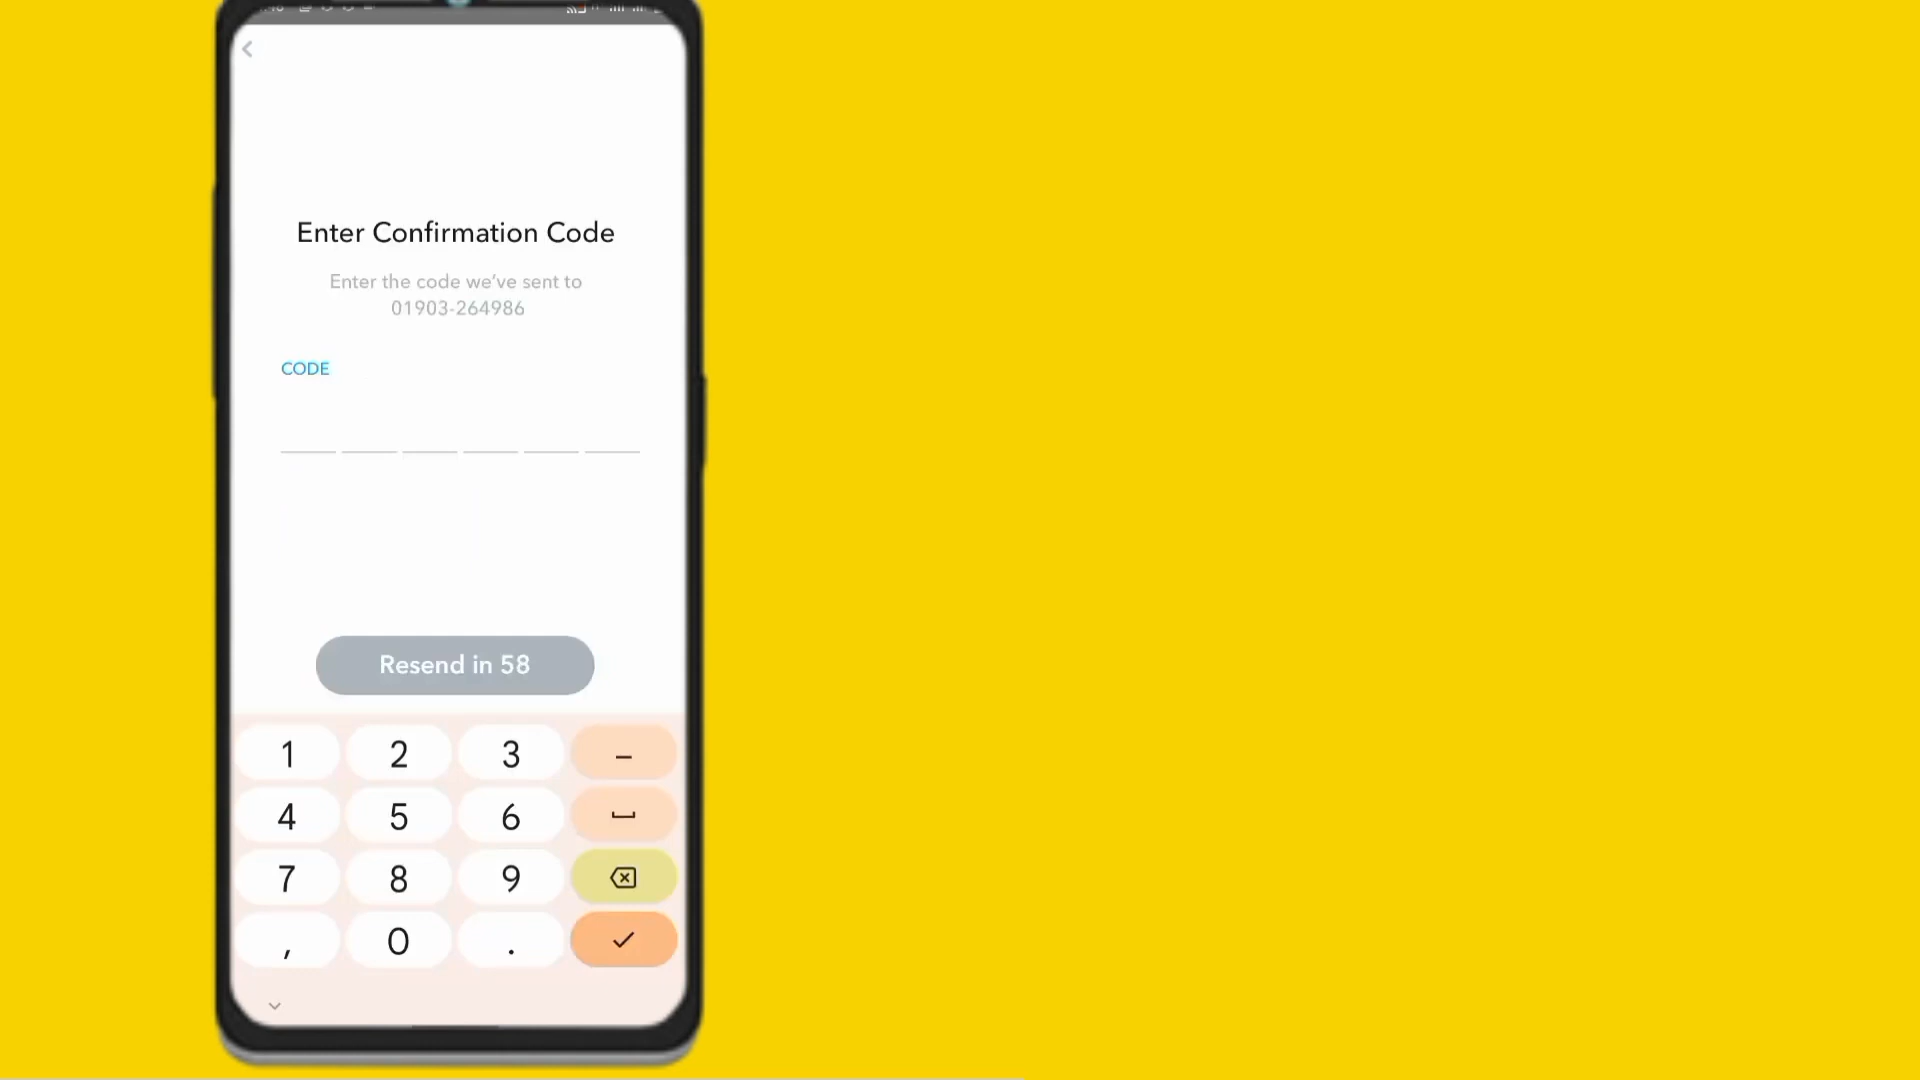 Enter Confirmation Code
Enter the code we've sent to
01903-264986
CODE
Resend in 58
1 2 3 –
4 5 6
7 8 9
, 0 .